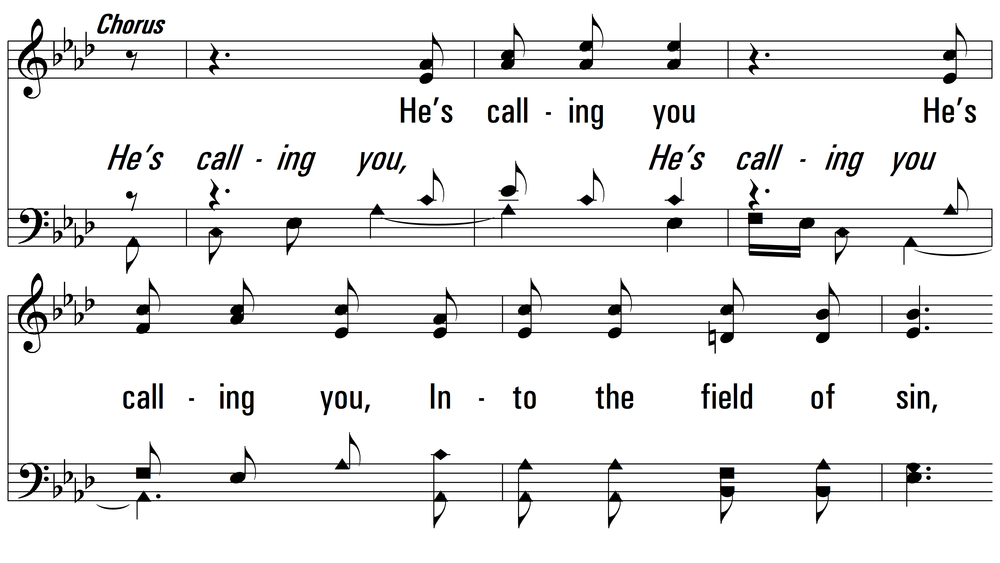 Chorus
He's call - ing you He's
He's call - ing you, He's call - ing you
call - ing you, In - to the field of sin,